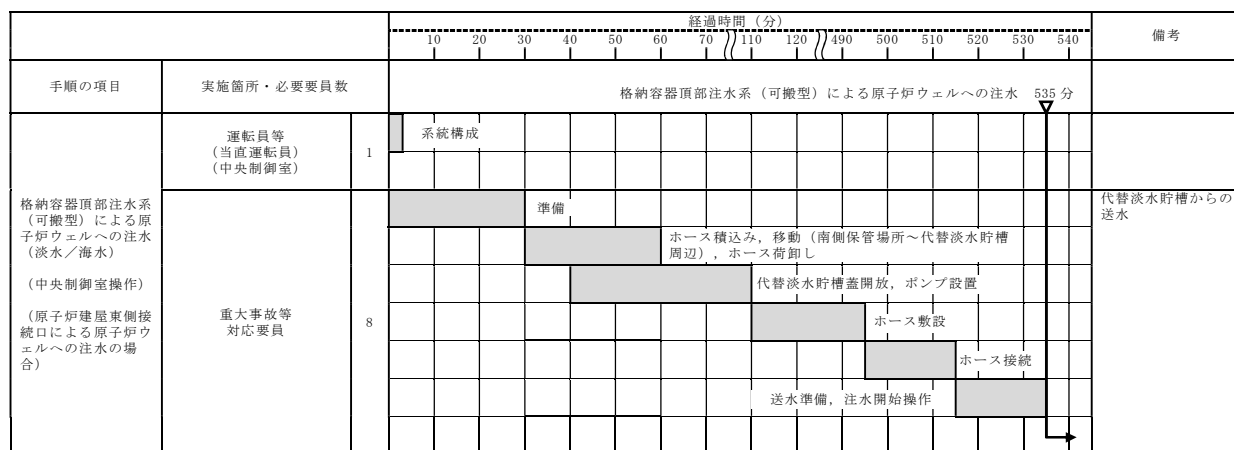 経過時間（分）
備考
10 20 30 40 50 60 70 110 120 490 500 510 520 530 540
手順の項目
実施箇所・必要要員数
格納容器頂部注水系（可搬型）による原子炉ウェルへの注水 535 分
運転員等
（当直運転員）
（中央制御室）
1
系統構成
格納容器頂部注水系
（可搬型）による原
子炉ウェルへの注水
（淡水／海水）
（中央制御室操作）
（原子炉建屋東側接
続口による原子炉ウ
ェルへの注水の場
合）
重大事故等
対応要員
8
準備
ホース積込み，移動（南側保管場所～代替淡水貯槽
周辺），ホース荷卸し
代替淡水貯槽蓋開放，ポンプ設置
ホース敷設
ホース接続
送水準備，注水開始操作
代替淡水貯槽からの
送水